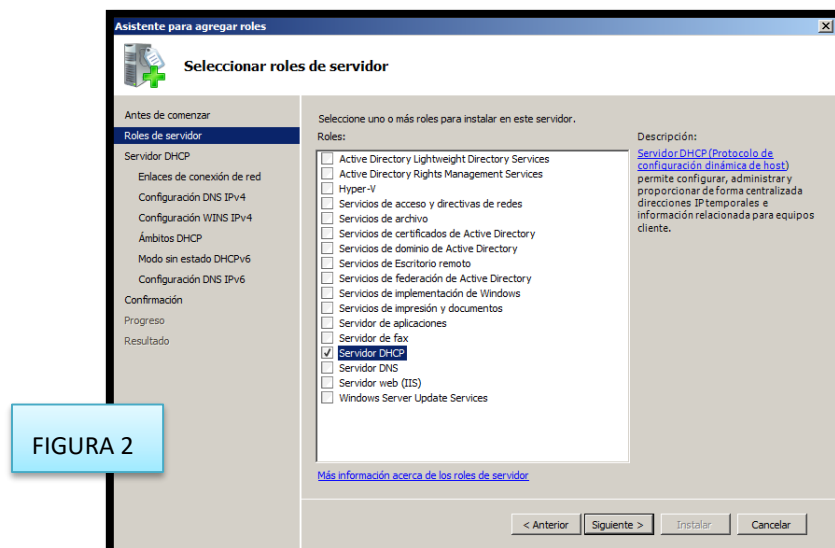 Asistente para agregar roles
Seleccionar roles de servidor
Antes de comenzar
Roles de servidor
Servidor DHCP
Enlaces de conexión de red
Configuración DNS IPv4
Configuración WINS IPv4
Ámbitos DHCP
Modo sin estado DHCPv6
Configuración DNS IPv6
Confirmación
Progreso
Resultado
Seleccione uno o más roles para instalar en este servidor.
Roles:
Active Directory Lightweight Directory Services
Active Directory Rights Management Services
Hyper-V
Servicios de acceso y directivas de redes
Servicios de archivo
Servicios de certificados de Active Directory
Servicios de dominio de Active Directory
Servicios de Escritorio remoto
Servicios de federación de Active Directory
Servicios de implementación de Windows
Servicios de impresión y documentos
Servidor de aplicaciones
Servidor de fax
Servidor DHCP
Servidor DNS
Servidor web (IIS)
Windows Server Update Services
Más información acerca de los roles de servidor
Descripción:
Servidor DHCP (Protocolo de
configuración dinámica de host)
permite configurar, administrar y
proporcionar de forma centralizada
direcciones IP temporales e
información relacionada para equipos
cliente.
< Anterior
Siguiente >
Instalar
Cancelar
FIGURA 2